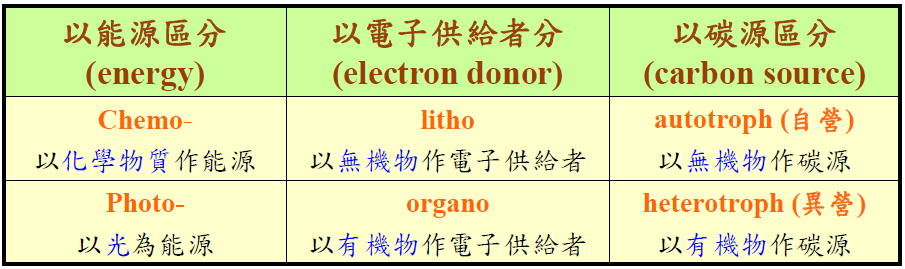 以能源區分
(energy)
以電子供給者分
(electron donor)
以碳源區分
(carbon source)
Chemo-
以化學物質作能源
litho
以無機物作電子供給者
autotroph (自營)
以無機物作碳源
Photo-
以光為能源
organo
以有機物作電子供給者
heterotroph (異營)
以有機物作碳源